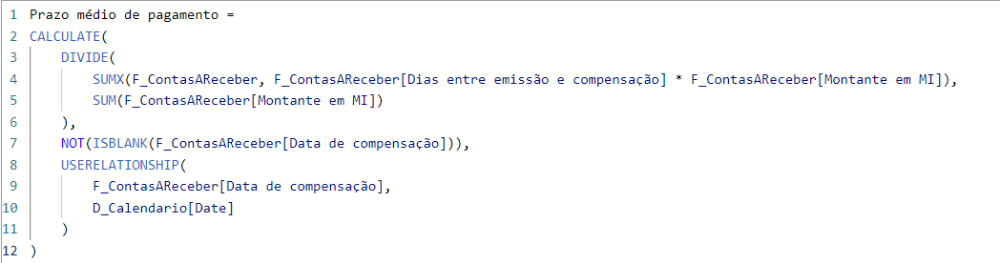 1 Prazo médio de pagamento =
2 CALCULATE(
3 DIVIDE(
4 SUMX(F_ContasAReceber, F_ContasAReceber[Dias entre emissão e compensação] * F_ContasAReceber[Montante em MI]),
5 SUM(F_ContasAReceber[Montante em MI])
6 ),
7 NOT(ISBLANK(F_ContasAReceber[Data de compensação])),
8 USERELATIONSHIP(
9 F_ContasAReceber[Data de compensação],
10 D_Calendario[Date]
11 )
12 )